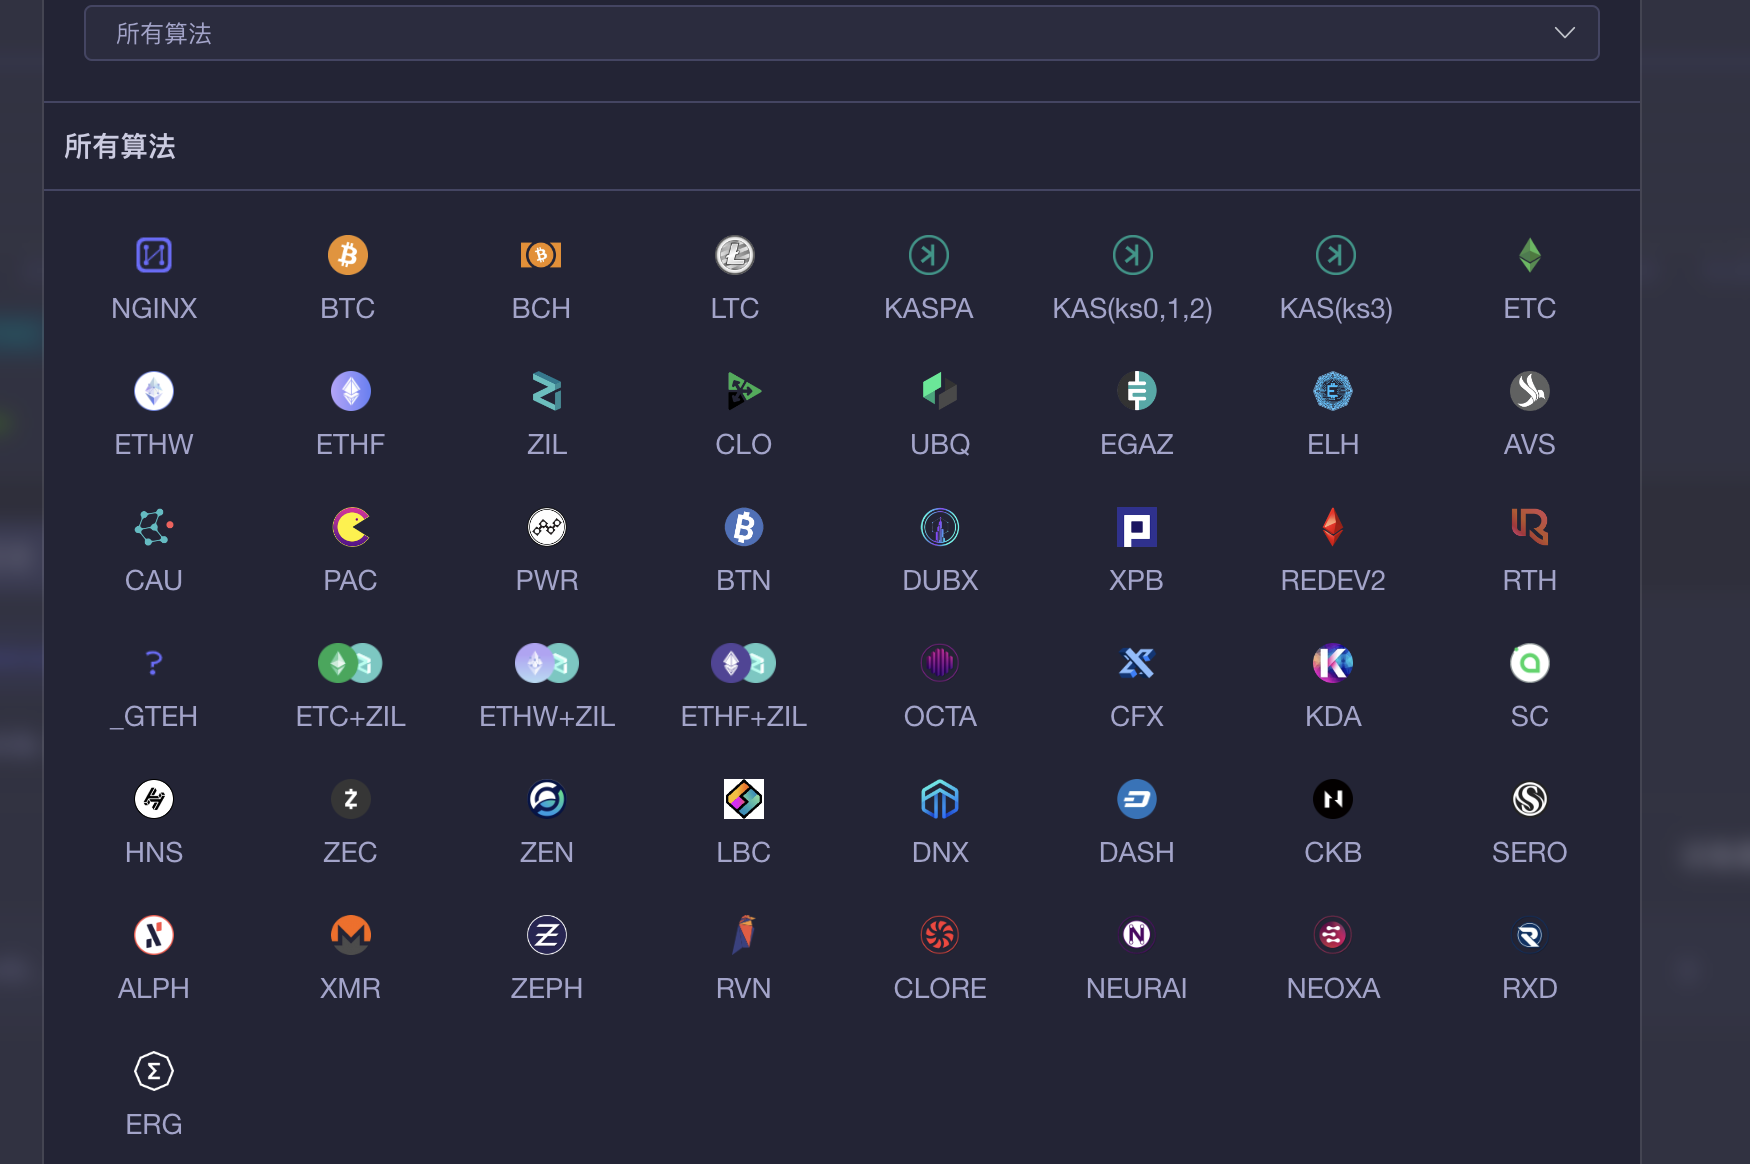 所有算法
所有算法
NGINX BTC BCH LTC KASPA KAS(ks0,1,2) KAS(ks3) ETC
ETHW ETHF ZIL CLO UBQ EGAZ ELH AVS
CAU PAC PWR BTN DUBX XPB REDEV2 RTH
_GTEH ETC+ZIL ETHW+ZIL ETHF+ZIL OCTA CFX KDA SC
HNS ZEC ZEN LBC DNX DASH CKB SERO
ALPH XMR ZEPH RVN CLORE NEURAI NEOXA RXD
ERG